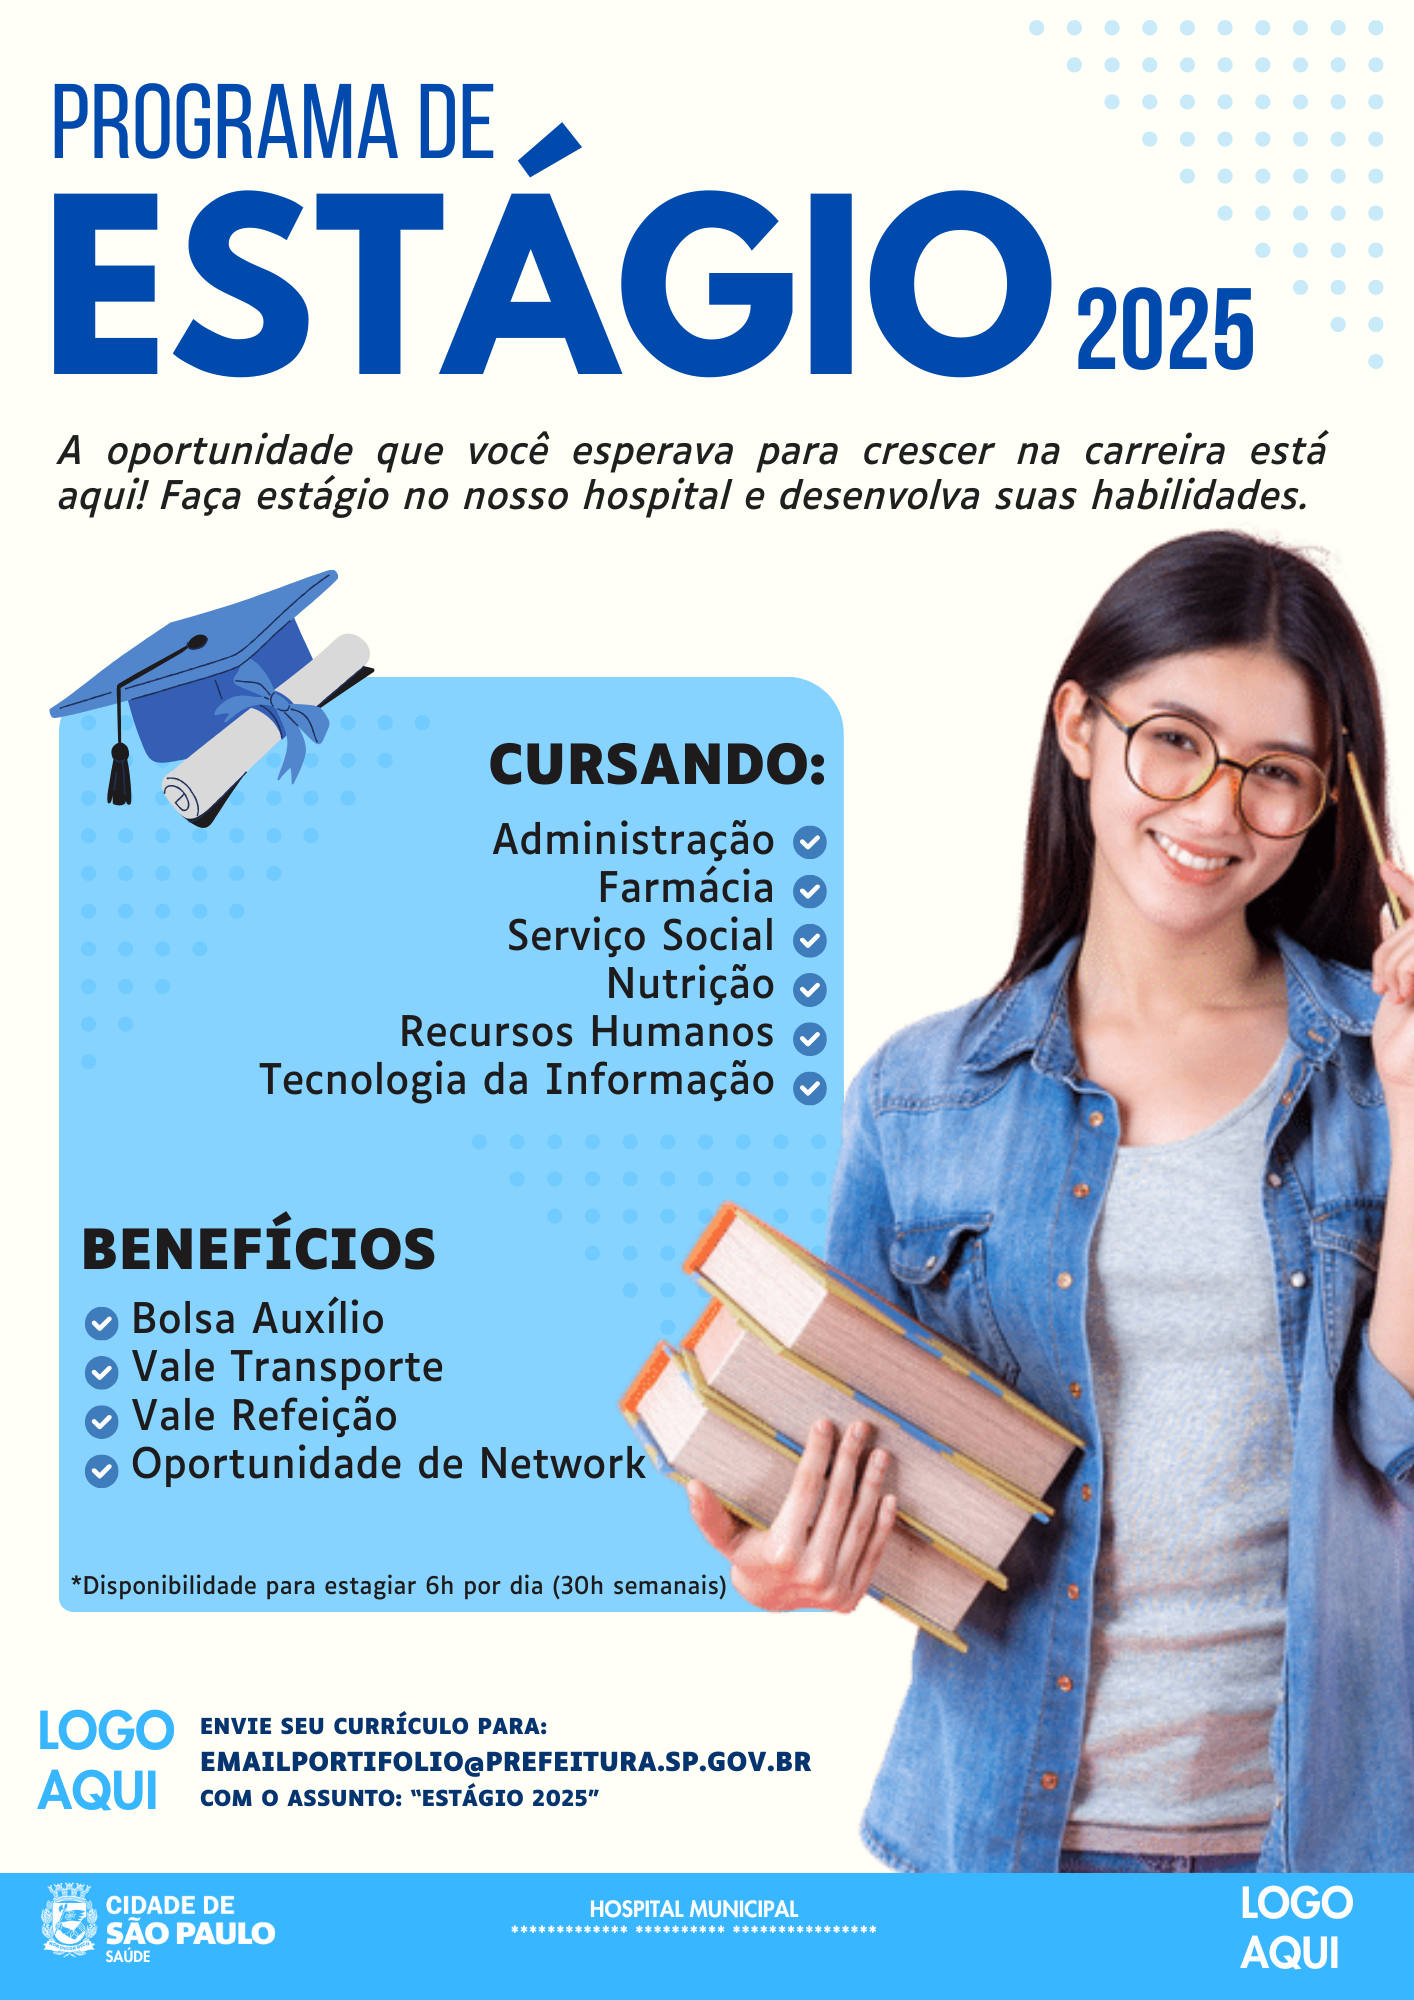 PROGRAMA DE
ESTÁGIO 2025
A oportunidade que você esperava para crescer na carreira está
aqui! Faça estágio no nosso hospital e desenvolva suas habilidades.
CURSANDO:
Administração
Farmácia
Serviço Social
Nutrição
Recursos Humanos
Tecnologia da Informação
BENEFÍCIOS
Bolsa Auxílio
Vale Transporte
Vale Refeição
Oportunidade de Network
*Disponibilidade para estagiar 6h por dia (30h semanais)
LOGO
AQUI
ENVIE SEU CURRÍCULO PARA:
EMAILPORTIFOLIO@PREFEITURA.SP.GOV.BR
COM O ASSUNTO: “ESTÁGIO 2025”
CIDADE DE
SÃO PAULO
SAÚDE
HOSPITAL MUNICIPAL
************* ********** ****************
LOGO
AQUI